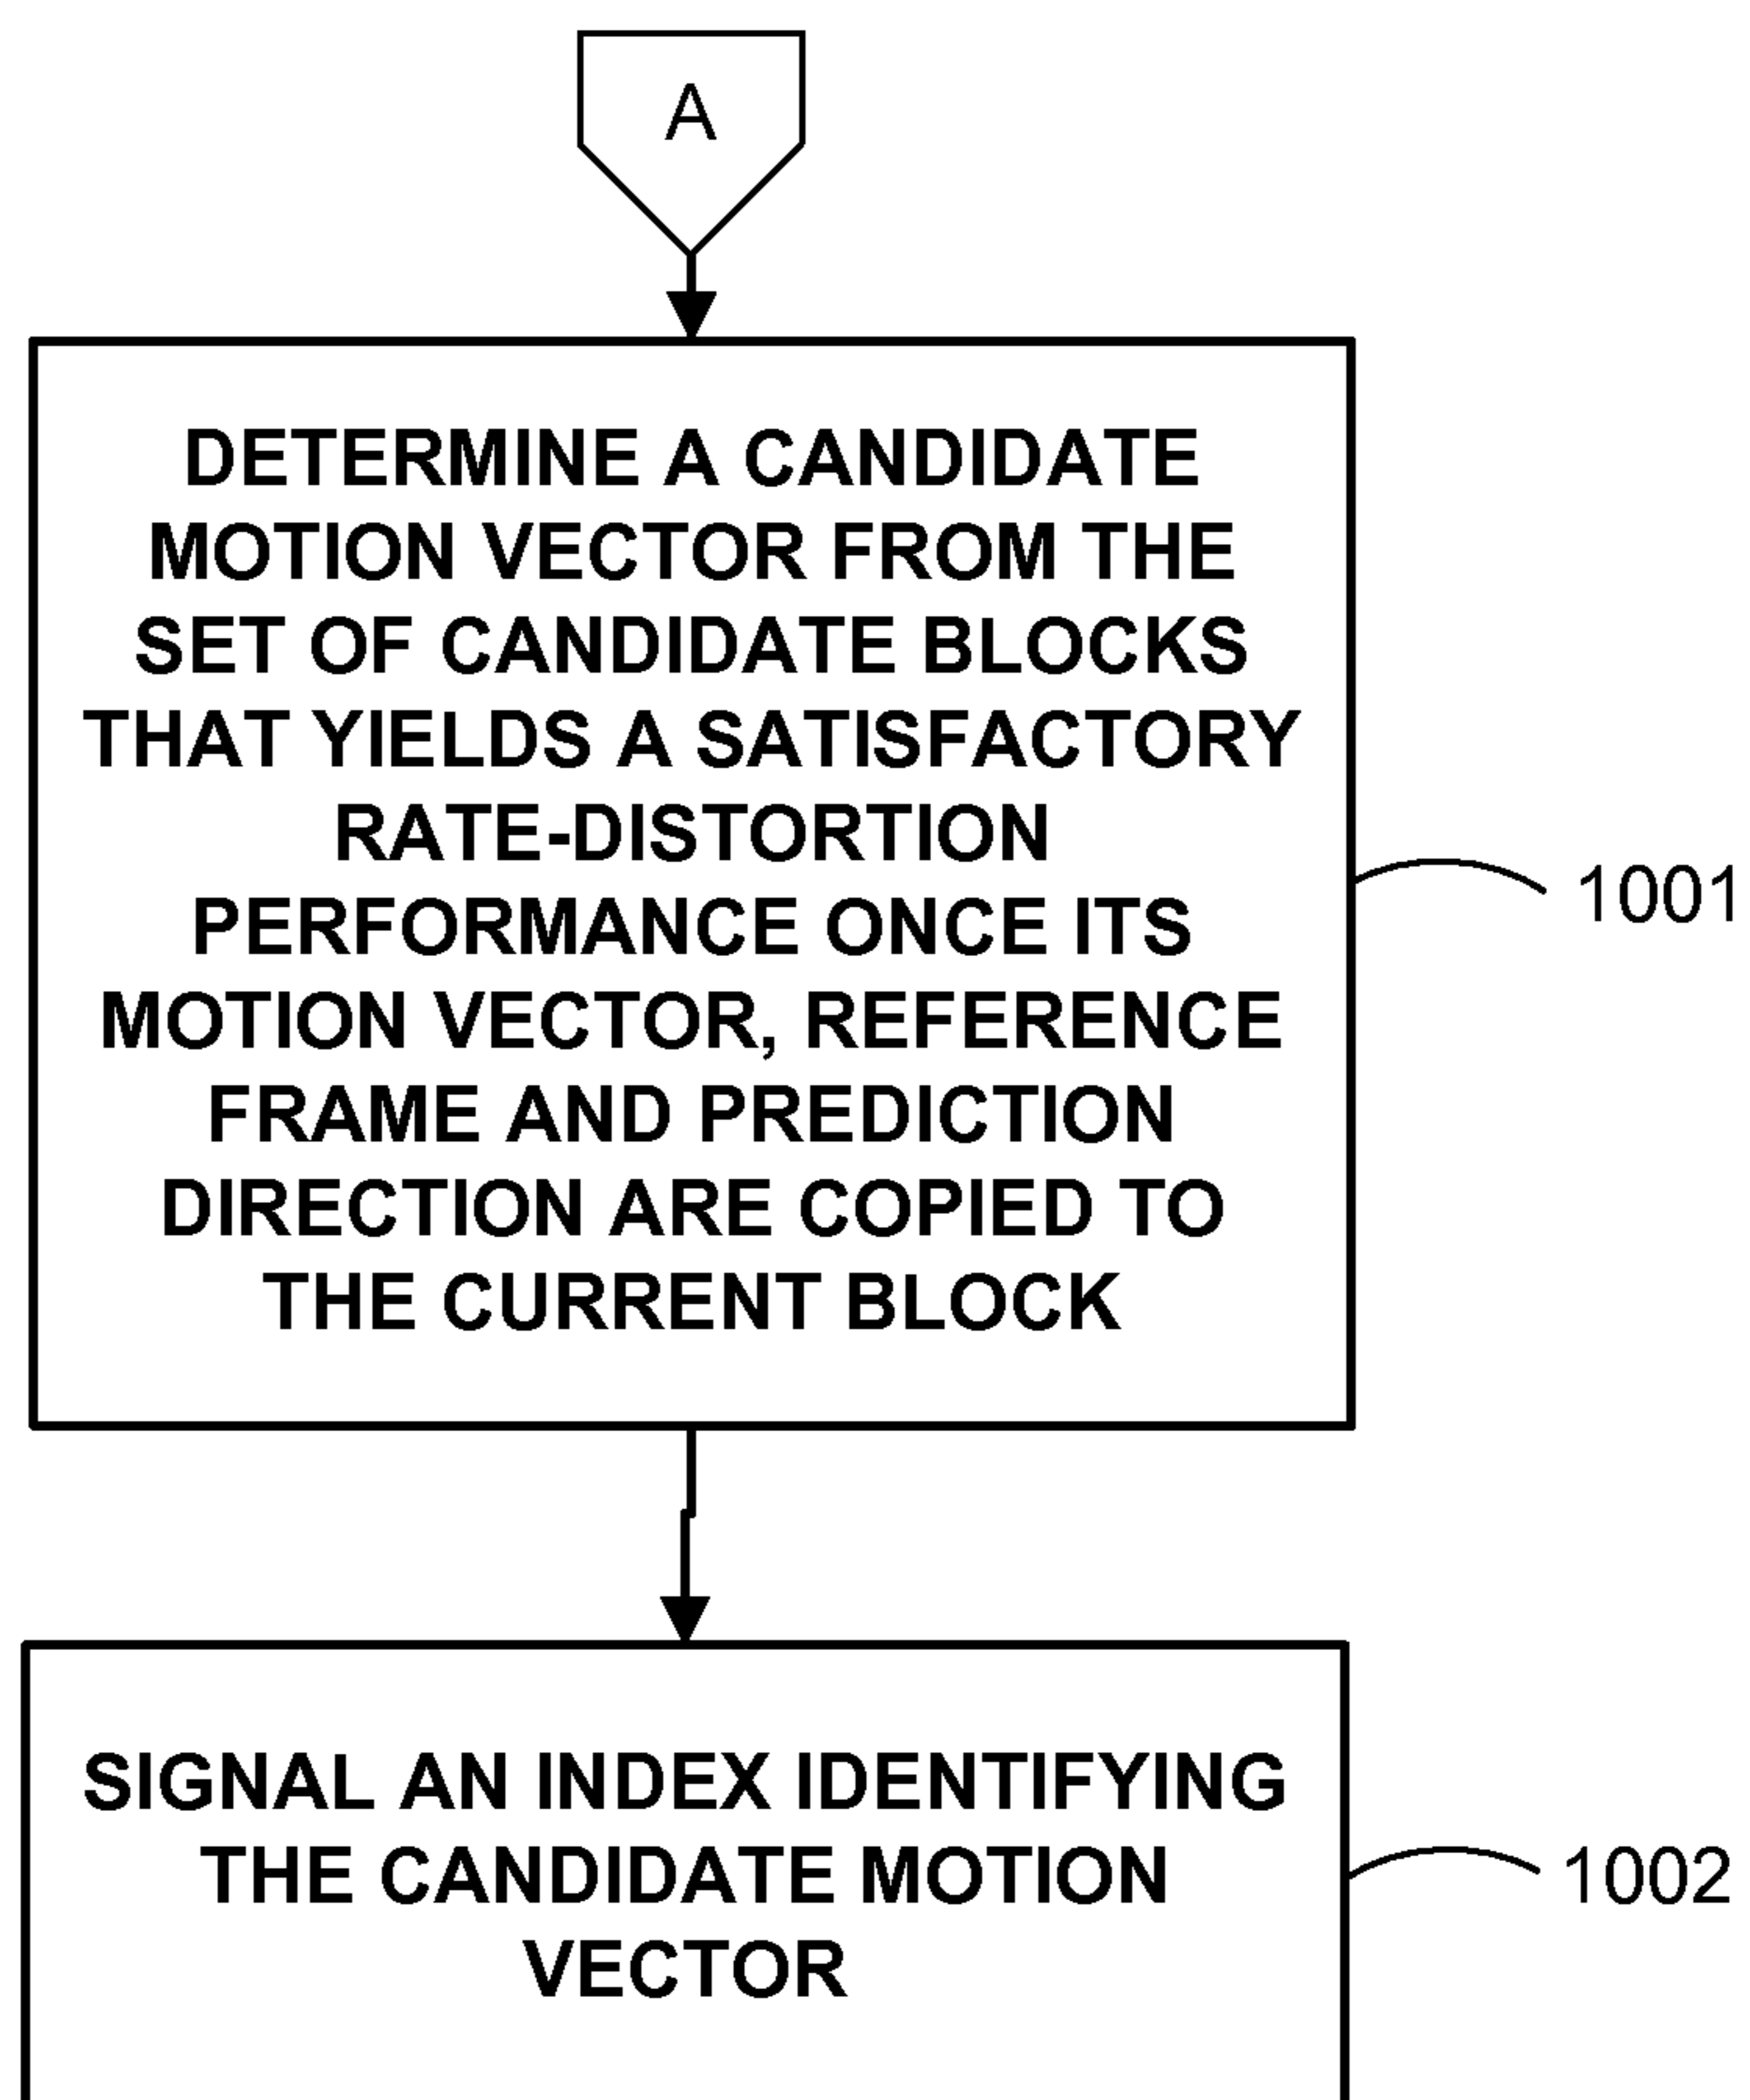 A
DETERMINE A CANDIDATE
MOTION VECTOR FROM THE
SET OF CANDIDATE BLOCKS
THAT YIELDS A SATISFACTORY
RATE-DISTORTION
PERFORMANCE ONCE ITS
MOTION VECTOR, REFERENCE
FRAME AND PREDICTION
DIRECTION ARE COPIED TO
THE CURRENT BLOCK
1001
SIGNAL AN INDEX IDENTIFYING
THE CANDIDATE MOTION
VECTOR
1002